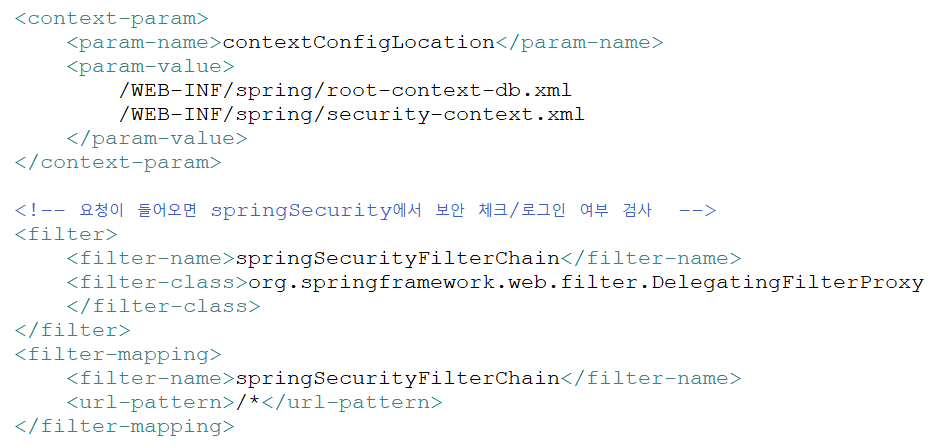 <context-param>
    <param-name>contextConfigLocation</param-name>
    <param-value>
        /WEB-INF/spring/root-context-db.xml
        /WEB-INF/spring/security-context.xml
    </param-value>
</context-param>

<!-- 요청이 들어오면 springSecurity에서 보안 체크/로그인 여부 검사  -->
<filter>
    <filter-name>springSecurityFilterChain</filter-name>
    <filter-class>org.springframework.web.filter.DelegatingFilterProxy
    </filter-class>
</filter>
<filter-mapping>
    <filter-name>springSecurityFilterChain</filter-name>
    <url-pattern>/*</url-pattern>
</filter-mapping>